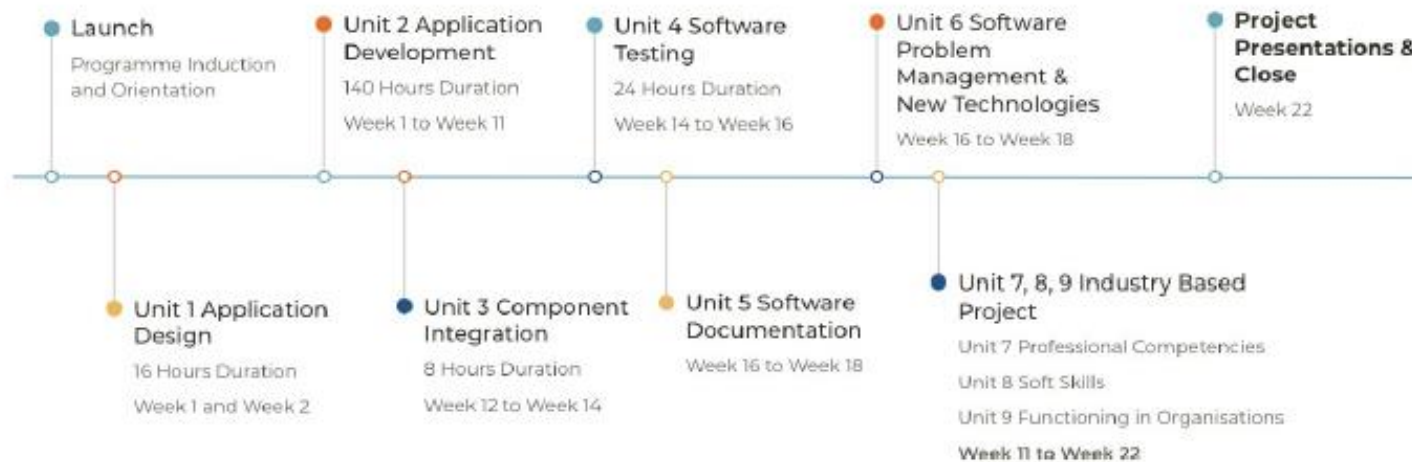 Launch
Programme Induction
and Orientation
Unit 2 Application
Development
140 Hours Duration
Week 1 to Week 11
Unit 4 Software
Testing
24 Hours Duration
Week 14 to Week 16
Unit 6 Software
Problem
Management &
New Technologies
Week 16 to Week 18
Project
Presentations &
Close
Week 22
Unit 1 Application
Design
16 Hours Duration
Week 1 and Week 2
Unit 3 Component
Integration
8 Hours Duration
Week 12 to Week 14
Unit 5 Software
Documentation
Week 16 to Week 18
Unit 7, 8, 9 Industry Based
Project
Unit 7 Professional Competencies
Unit 8 Soft Skills
Unit 9 Functioning in Organisations
Week 11 to Week 22